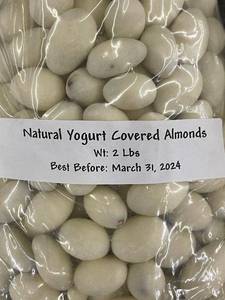 Natural Yogurt Covered Almonds
Wt: 2 Lbs
Best Before: March 31, 2024